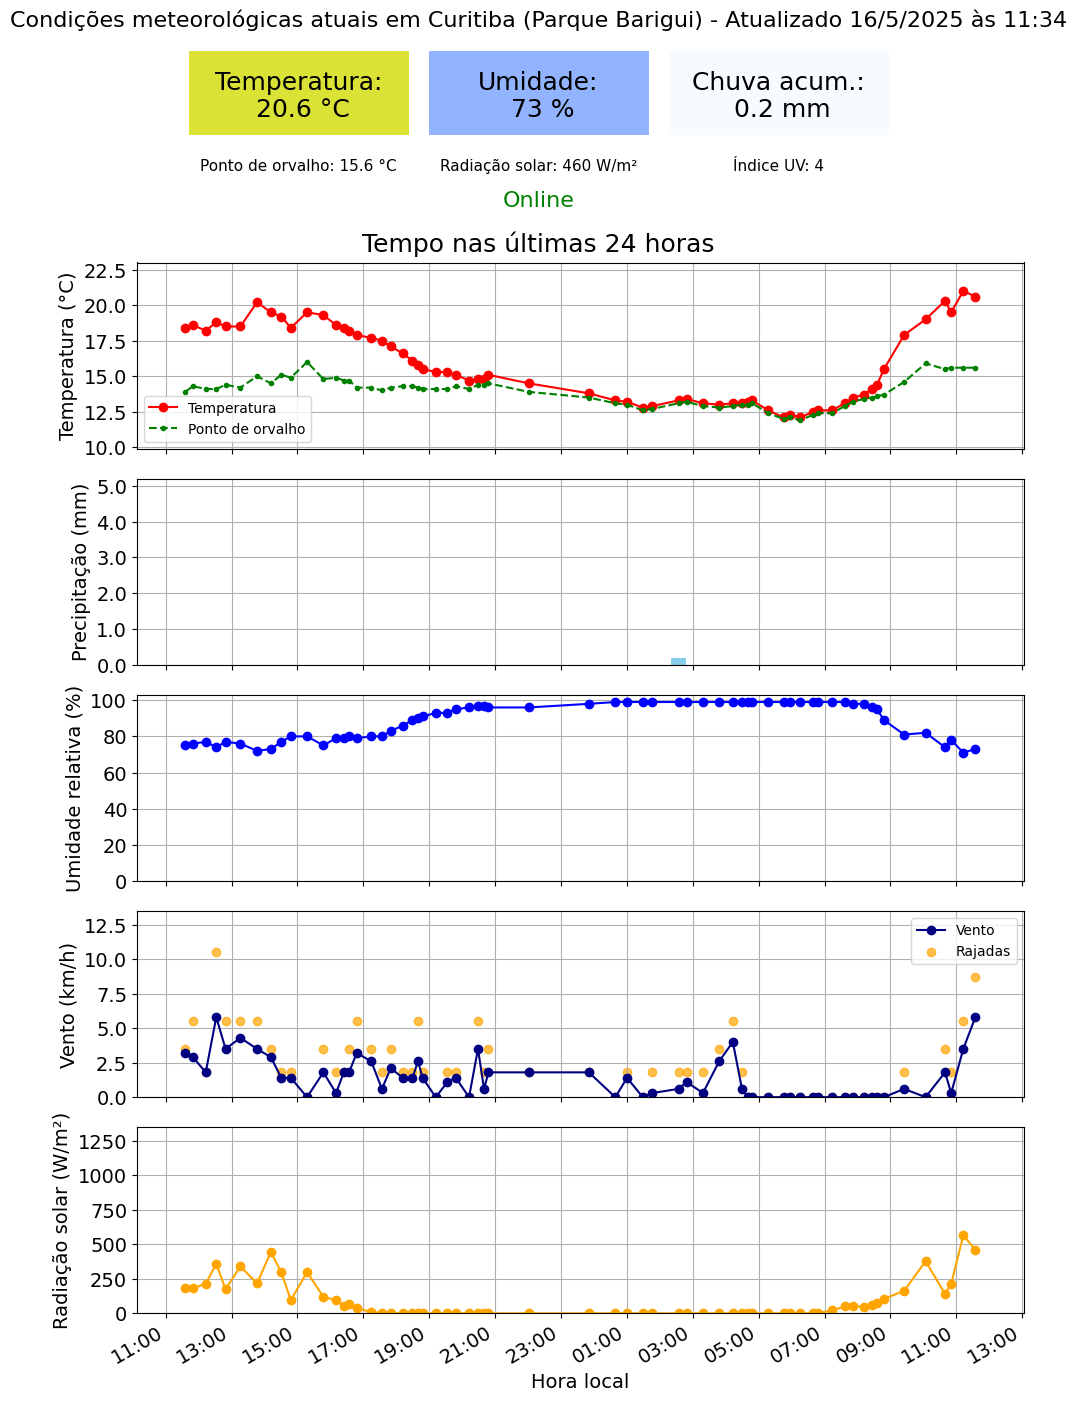 Condições meteorológicas atuais em Curitiba (Parque Barigui) - Atualizado 16/5/2025 às 11:34
Temperatura:
20.6 °C
Umidade:
73 %
Chuva acum.:
0.2 mm
Ponto de orvalho: 15.6 °C
Radiação solar: 460 W/m²
Índice UV: 4
Online
Tempo nas últimas 24 horas
Temperatura (°C)
22.5
20.0
17.5
15.0
12.5
10.0
Temperatura
Ponto de orvalho
Precipitação (mm)
5.0
4.0
3.0
2.0
1.0
0.0
Umidade relativa (%)
100
80
60
40
20
0
Vento (km/h)
12.5
10.0
7.5
5.0
2.5
0.0
Vento
Rajadas
Radiação solar (W/m²)
1250
1000
750
500
250
0
11:00
13:00
15:00
17:00
19:00
21:00
23:00
01:00
03:00
05:00
07:00
09:00
11:00
13:00
Hora local